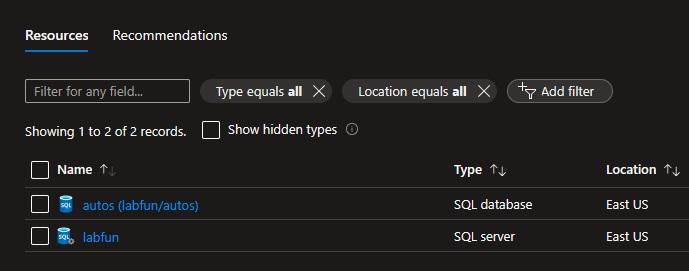 Resources Recommendations
Filter for any field... Type equals all Location equals all Add filter
Showing 1 to 2 of 2 records. Show hidden types
Name Type Location
SQL autos (labfun/autos) SQL database East US
SQL labfun SQL server East US